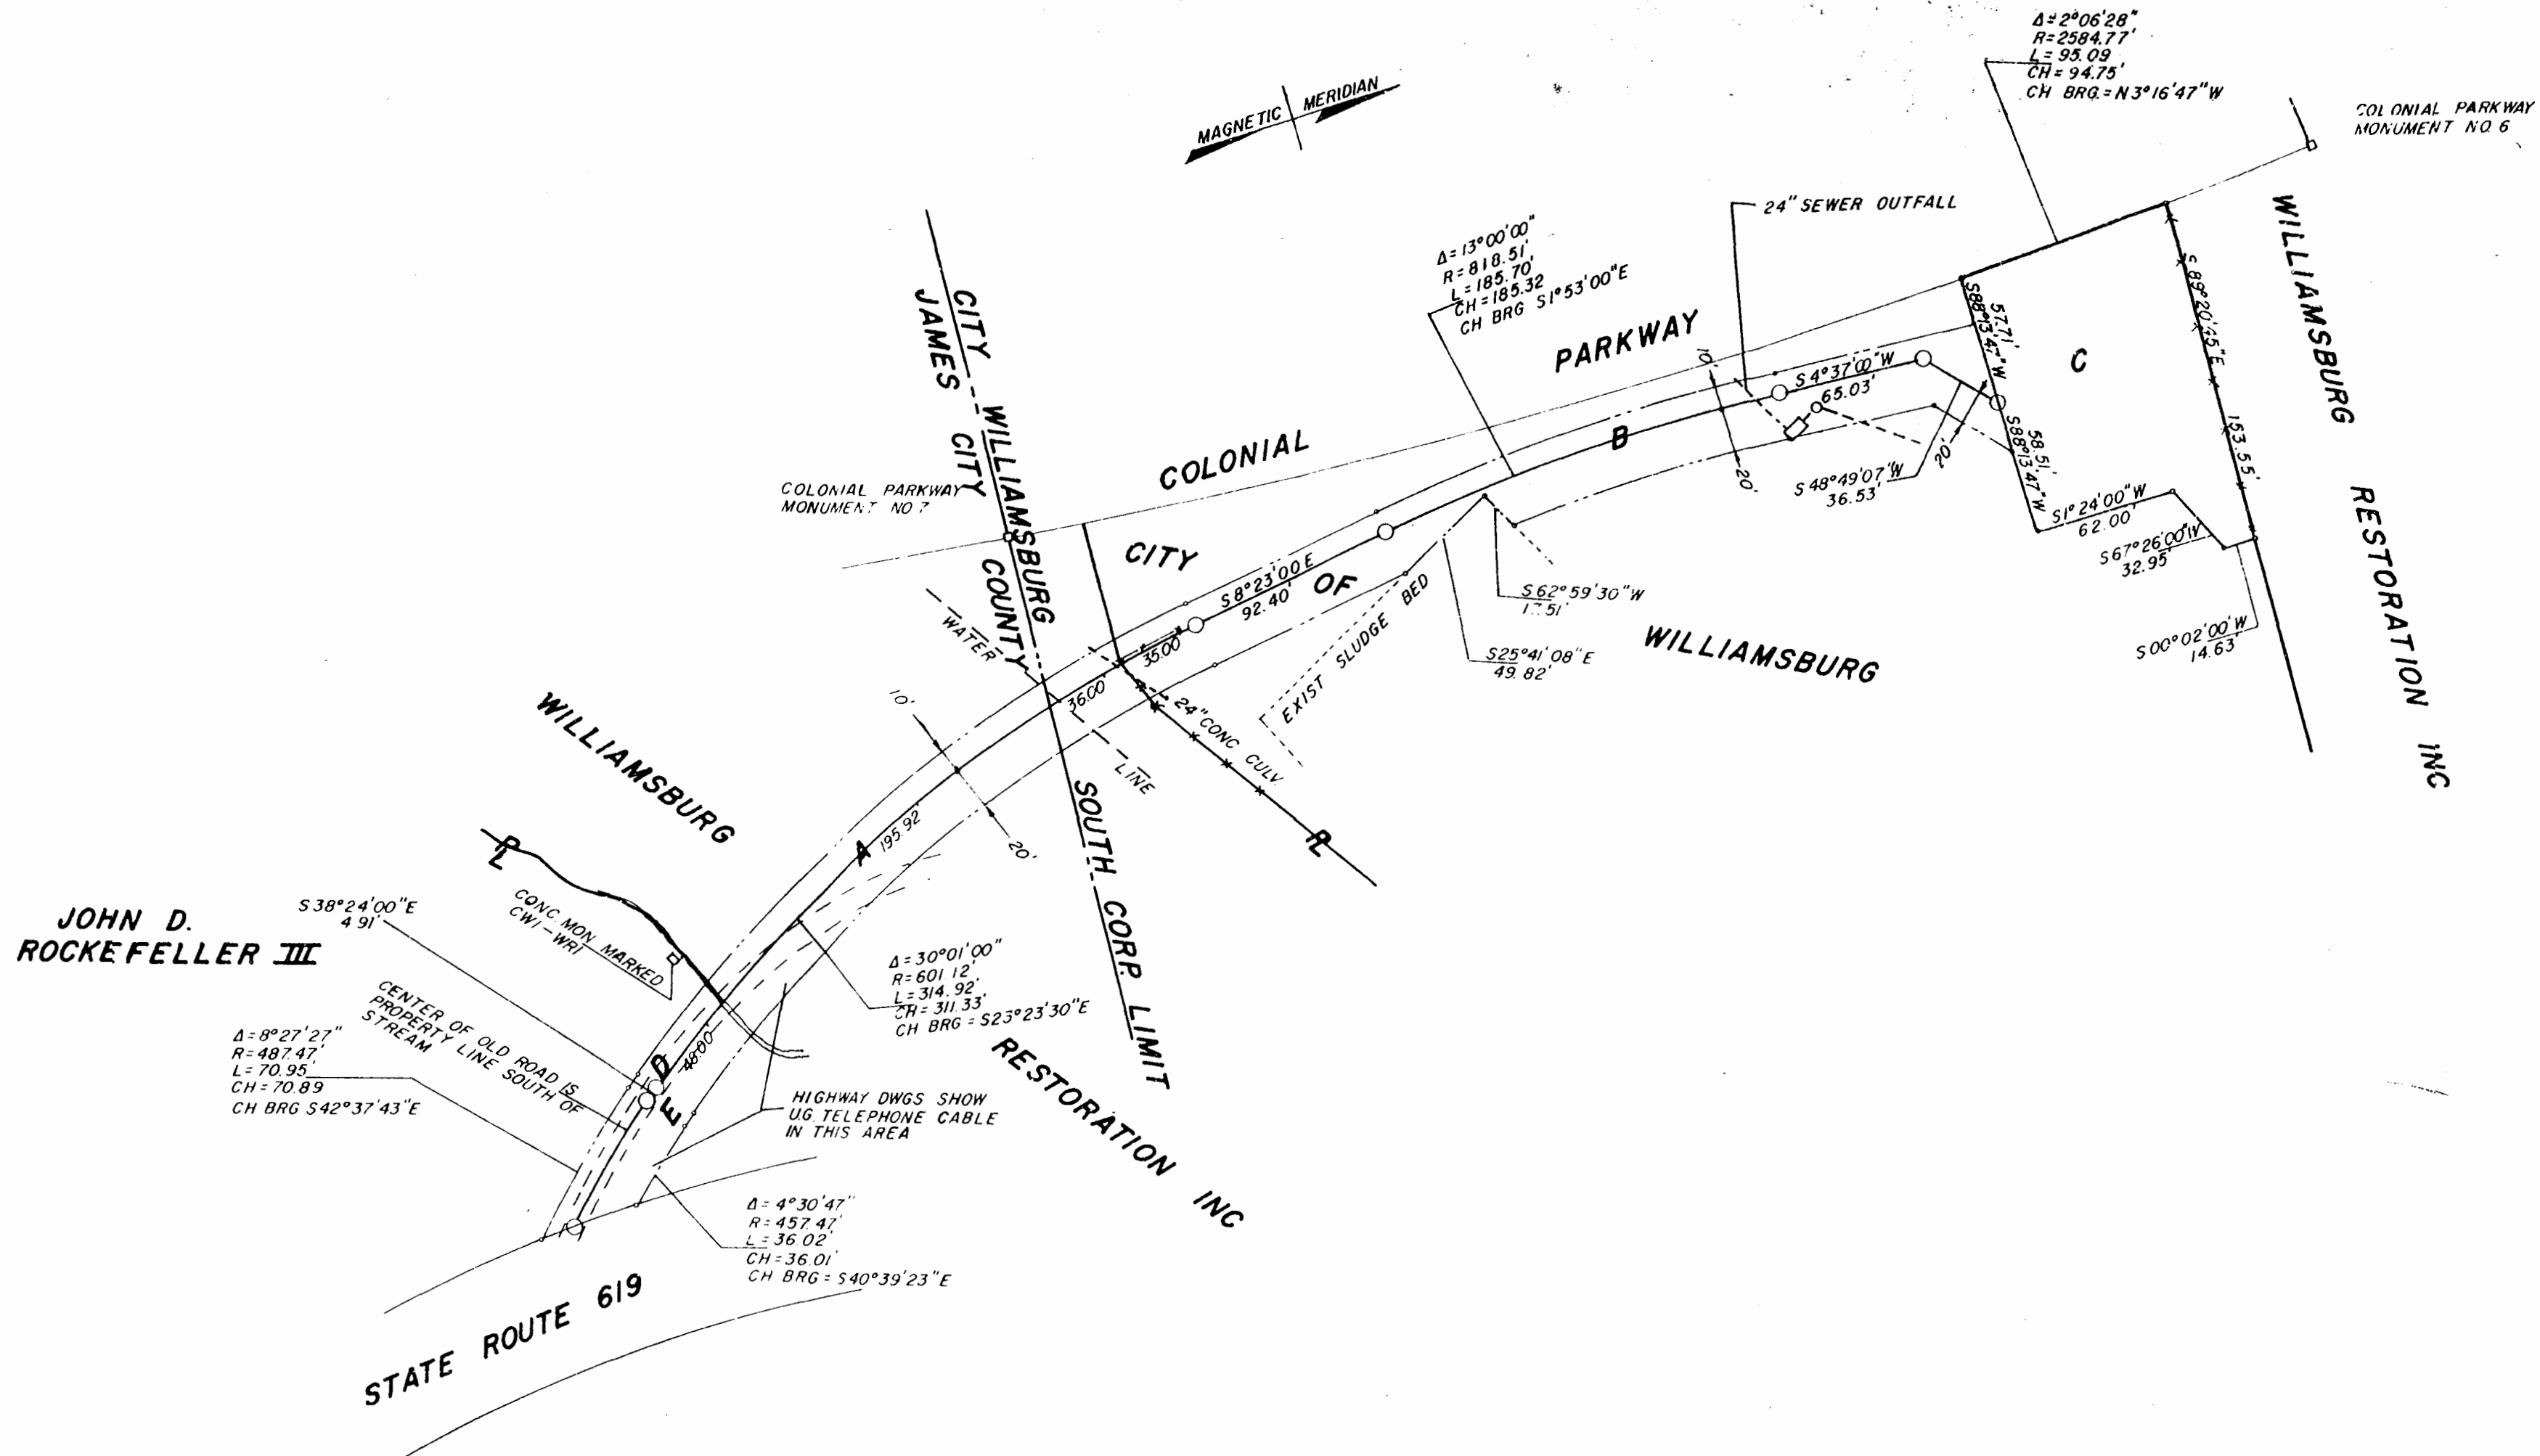 Δ=2°06'28"
R=2584.77'
L=95.09
CH=94.75'
CH BRG.=N3°16'47"W
COLONIAL PARKWAY
MONUMENT NO. 6
MAGNETIC MERIDIAN
24" SEWER OUTFALL
Δ=13°00'00"
R=818.51'
L=185.70'
CH=185.32
CH BRG S1°53'00"E
COLONIAL PARKWAY
10'
20'
S4°37'00"W
65.03'
B
S48°49'07"W
36.53'
20'
57.71'
S88°13'47"W
58.51'
S88°13'47"W
C
S89°20'45"E
153.55'
S1°24'00"W
62.00'
S67°26'00"W
32.95'
S00°02'00"W
14.63'
WILLIAMSBURG RESTORATION INC
CITY WILLIAMSBURG
JAMES CITY COUNTY
COLONIAL PARKWAY
MONUMENT NO 7
CITY OF WILLIAMSBURG
S8°23'00"E
92.40'
35.00'
36.00'
WATER LINE
24" CONC CULV.
EXIST SLUDGE BED
S62°59'30"W
17.51'
S25°41'08"E
49.82'
PL
SOUTH CORP. LIMIT
10'
20'
A
195.92'
WILLIAMSBURG RESTORATION INC
PL
CONC. MON MARKED
CWI-WRI
S38°24'00"E
4.91'
JOHN D.
ROCKEFELLER III
CENTER OF OLD ROAD IS
PROPERTY LINE SOUTH OF
STREAM
Δ=8°27'27"
R=487.47'
L=70.95'
CH=70.89
CH BRG S42°37'43"E
D
48.00'
E
Δ=30°01'00"
R=601.12'
L=314.92'
CH=311.33'
CH BRG=S23°23'30"E
HIGHWAY DWGS SHOW
U.G. TELEPHONE CABLE
IN THIS AREA
Δ=4°30'47"
R=457.47'
L=36.02'
CH=36.01'
CH BRG=S40°39'23"E
STATE ROUTE 619